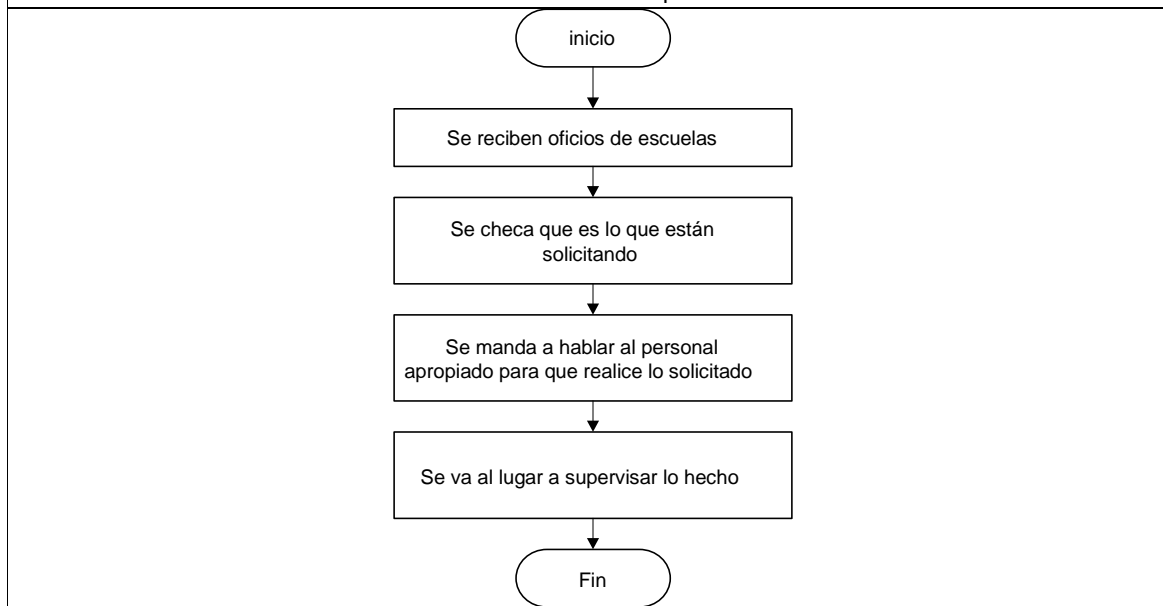 inicio
Se reciben oficios de escuelas
Se checa que es lo que están
solicitando
Se manda a hablar al personal
apropiado para que realice lo solicitado
Se va al lugar a supervisar lo hecho
Fin